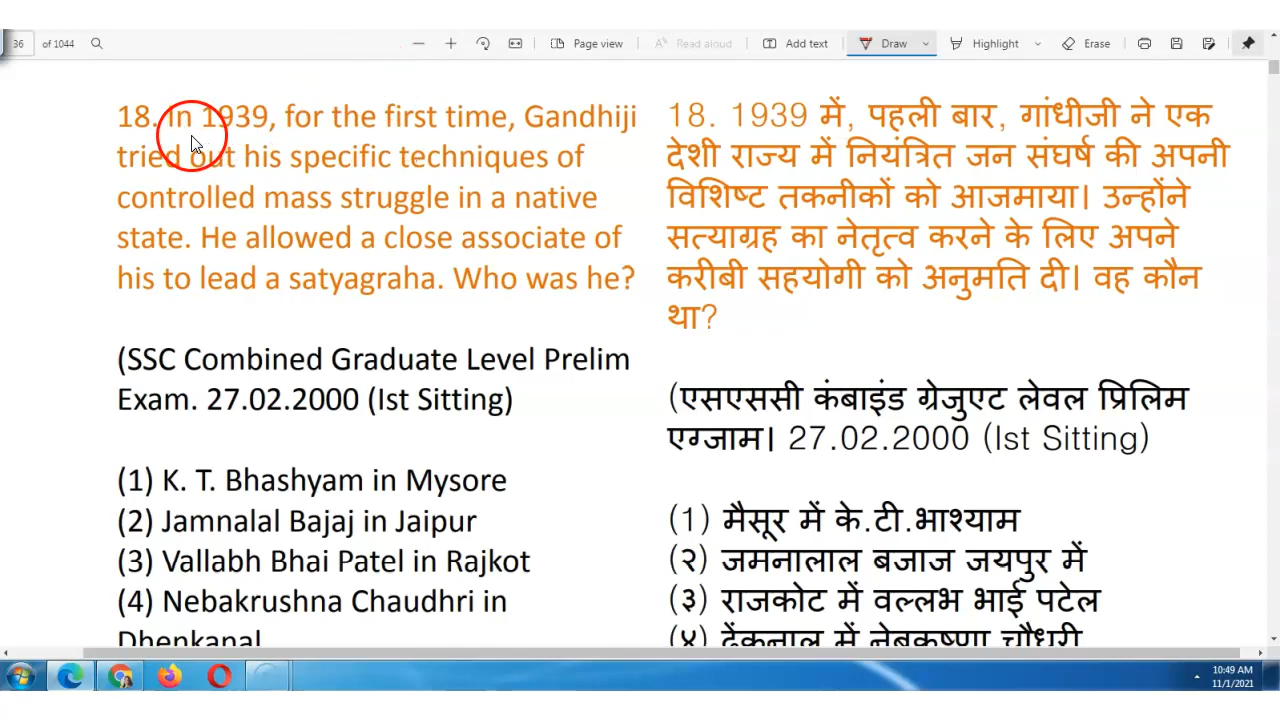 36 of 1044 Page view Read aloud Add text Draw Highlight Erase
18. In 1939, for the first time, Gandhiji
tried out his specific techniques of
controlled mass struggle in a native
state. He allowed a close associate of
his to lead a satyagraha. Who was he?
(SSC Combined Graduate Level Prelim
Exam. 27.02.2000 (Ist Sitting)
(1) K. T. Bhashyam in Mysore
(2) Jamnalal Bajaj in Jaipur
(3) Vallabh Bhai Patel in Rajkot
(4) Nebakrushna Chaudhri in
Dhenkanal
18. 1939 में, पहली बार, गांधीजी ने एक
देशी राज्य में नियंत्रित जन संघर्ष की अपनी
विशिष्ट तकनीकों को आजमाया। उन्होंने
सत्याग्रह का नेतृत्व करने के लिए अपने
करीबी सहयोगी को अनुमति दी। वह कौन
था?
(एसएससी कंबाइंड ग्रेजुएट लेवल प्रिलिम
एग्जाम। 27.02.2000 (Ist Sitting)
(1) मैसूर में के.टी.भाश्याम
(२) जमनालाल बजाज जयपुर में
(३) राजकोट में वल्लभ भाई पटेल
(४) ढेंकनाल में नेबकृष्णा चौधरी
10:49 AM
11/1/2021